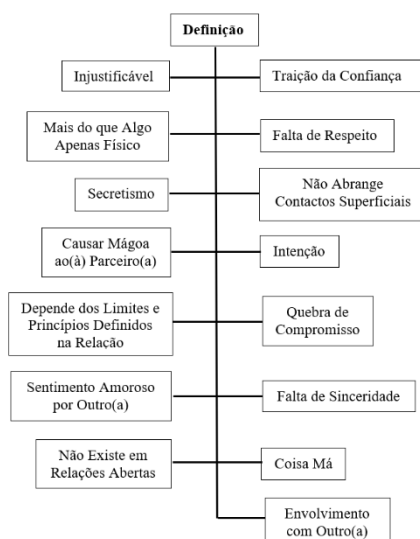 Definição
Injustificável
Traição da Confiança
Mais do que Algo
Apenas Físico
Falta de Respeito
Secretismo
Não Abrange
Contactos Superficiais
Causar Mágoa
ao(à) Parceiro(a)
Intenção
Depende dos Limites e
Princípios Definidos
na Relação
Quebra de
Compromisso
Sentimento Amoroso
por Outro(a)
Falta de Sinceridade
Não Existe em
Relações Abertas
Coisa Má
Envolvimento
com Outro(a)